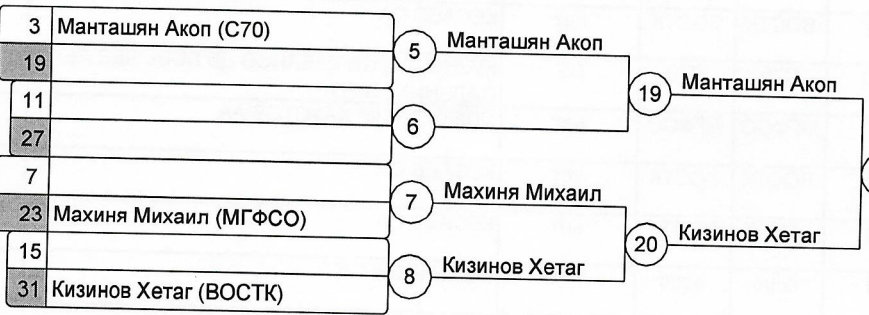 3 Манташян Акоп (С70)
19
11
27
7
23 Махиня Михаил (МГФСО)
15
31 Кизинов Хетаг (ВОСТК)
5 Манташян Акоп
6
7 Махиня Михаил
8 Кизинов Хетаг
19 Манташян Акоп
20 Кизинов Хетаг